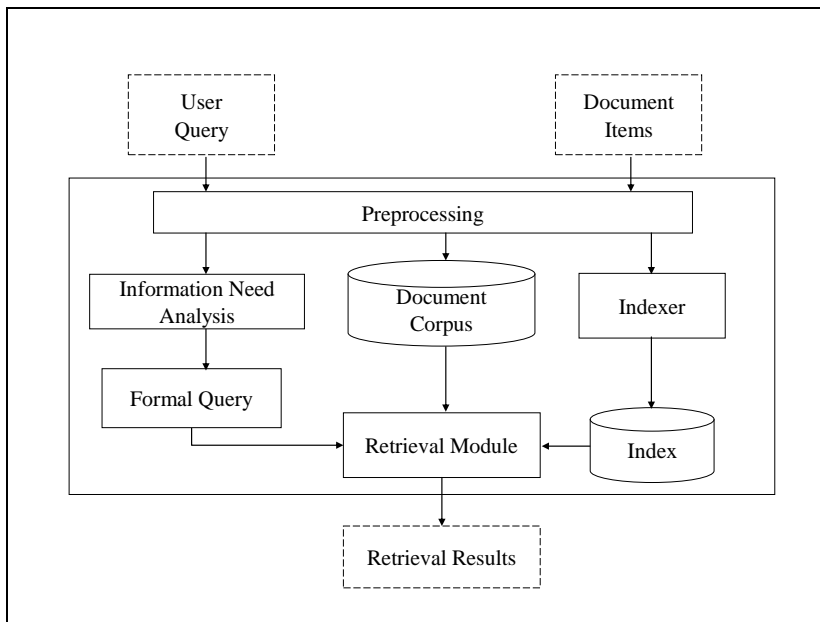 User
Query
Document
Items
Preprocessing
Information Need
Analysis
Document
Corpus
Indexer
Formal Query
Retrieval Module
Index
Retrieval Results